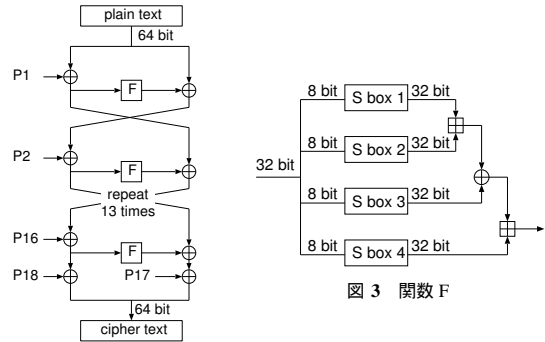 plain text
64 bit
P1
F
P2
F
repeat
13 times
P16
F
P18
P17
64 bit
cipher text
32 bit
8 bit
S box 1
32 bit
8 bit
S box 2
32 bit
8 bit
S box 3
32 bit
8 bit
S box 4
32 bit
図 3 関数 F